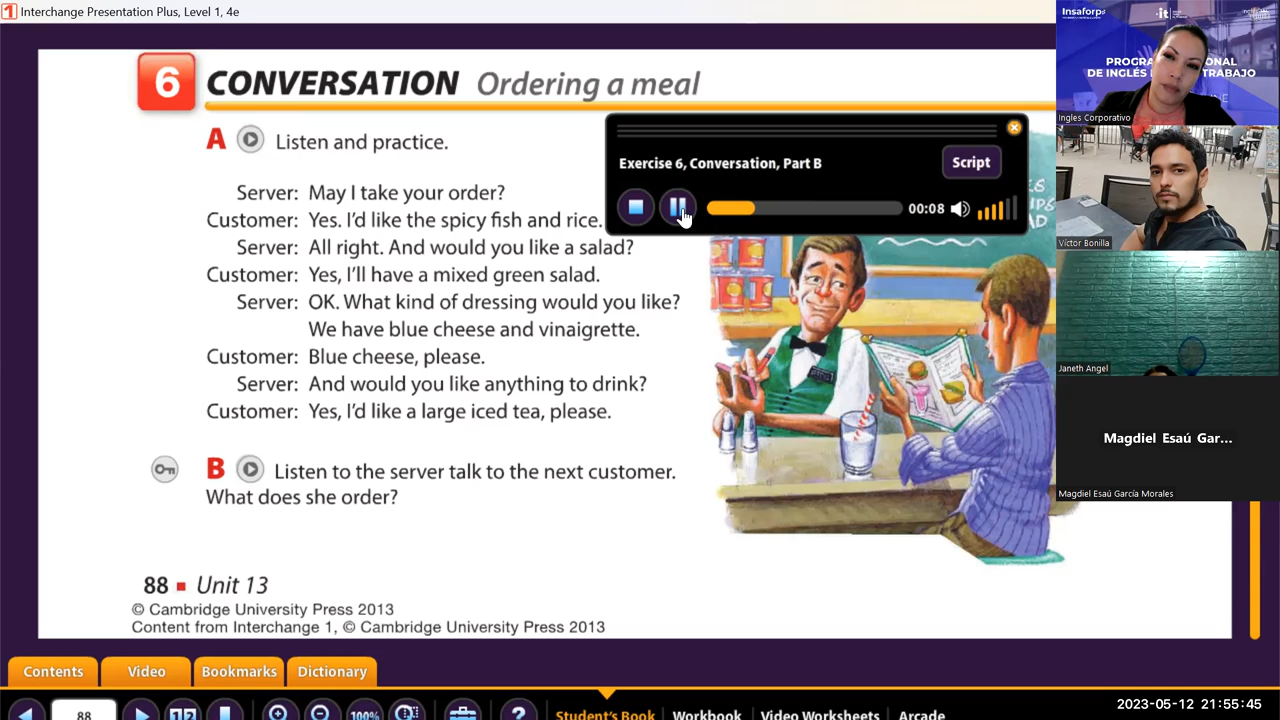 Interchange Presentation Plus, Level 1, 4e
6 CONVERSATION Ordering a meal
A Listen and practice.
Exercise 6, Conversation, Part B
Script
00:08
Server: May I take your order?
Customer: Yes. I'd like the spicy fish and rice.
Server: All right. And would you like a salad?
Customer: Yes, I'll have a mixed green salad.
Server: OK. What kind of dressing would you like?
We have blue cheese and vinaigrette.
Customer: Blue cheese, please.
Server: And would you like anything to drink?
Customer: Yes, I'd like a large iced tea, please.
B Listen to the server talk to the next customer.
What does she order?
88 Unit 13
© Cambridge University Press 2013
Content from Interchange 1, © Cambridge University Press 2013
Contents
Video
Bookmarks
Dictionary
88
12
100%
?
Student's Book
Workbook
Video Worksheets
Arcade
Insaforp
it
DE INGLÉS
TRABAJO
Ingles Corporativo
Víctor Bonilla
Janeth Angel
Magdiel Esaú Gar...
Magdiel Esaú García Morales
2023-05-12 21:55:45